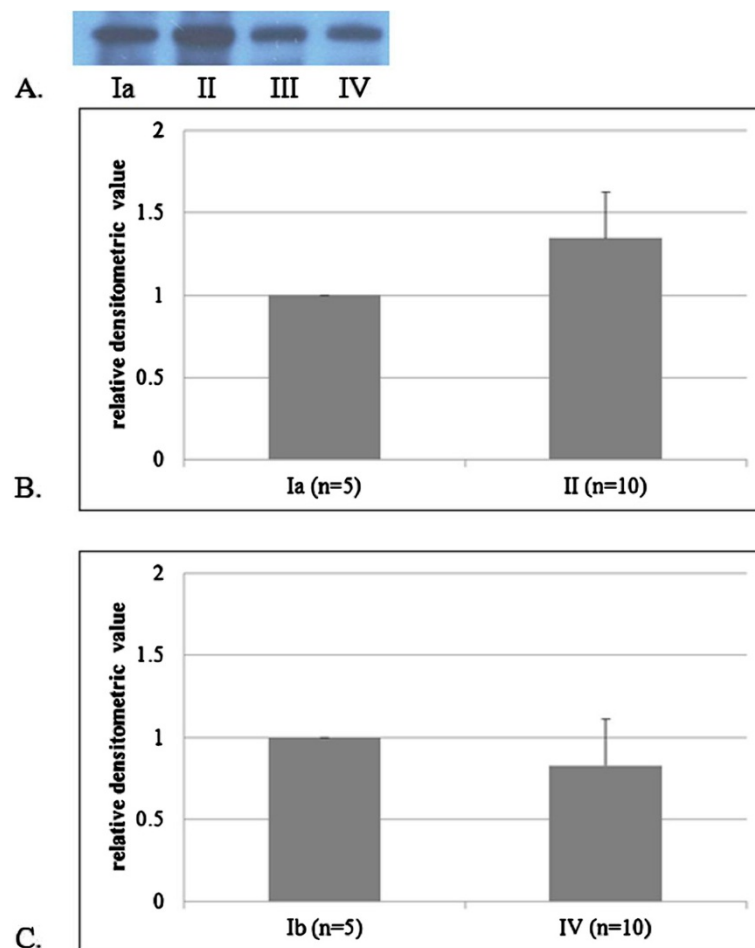 A. Ia II III IV
relative densitometric value
2
1.5
1
0.5
0
Ia (n=5) II (n=10)
B.
relative densitometric value
2
1.5
1
0.5
0
Ib (n=5) IV (n=10)
C.